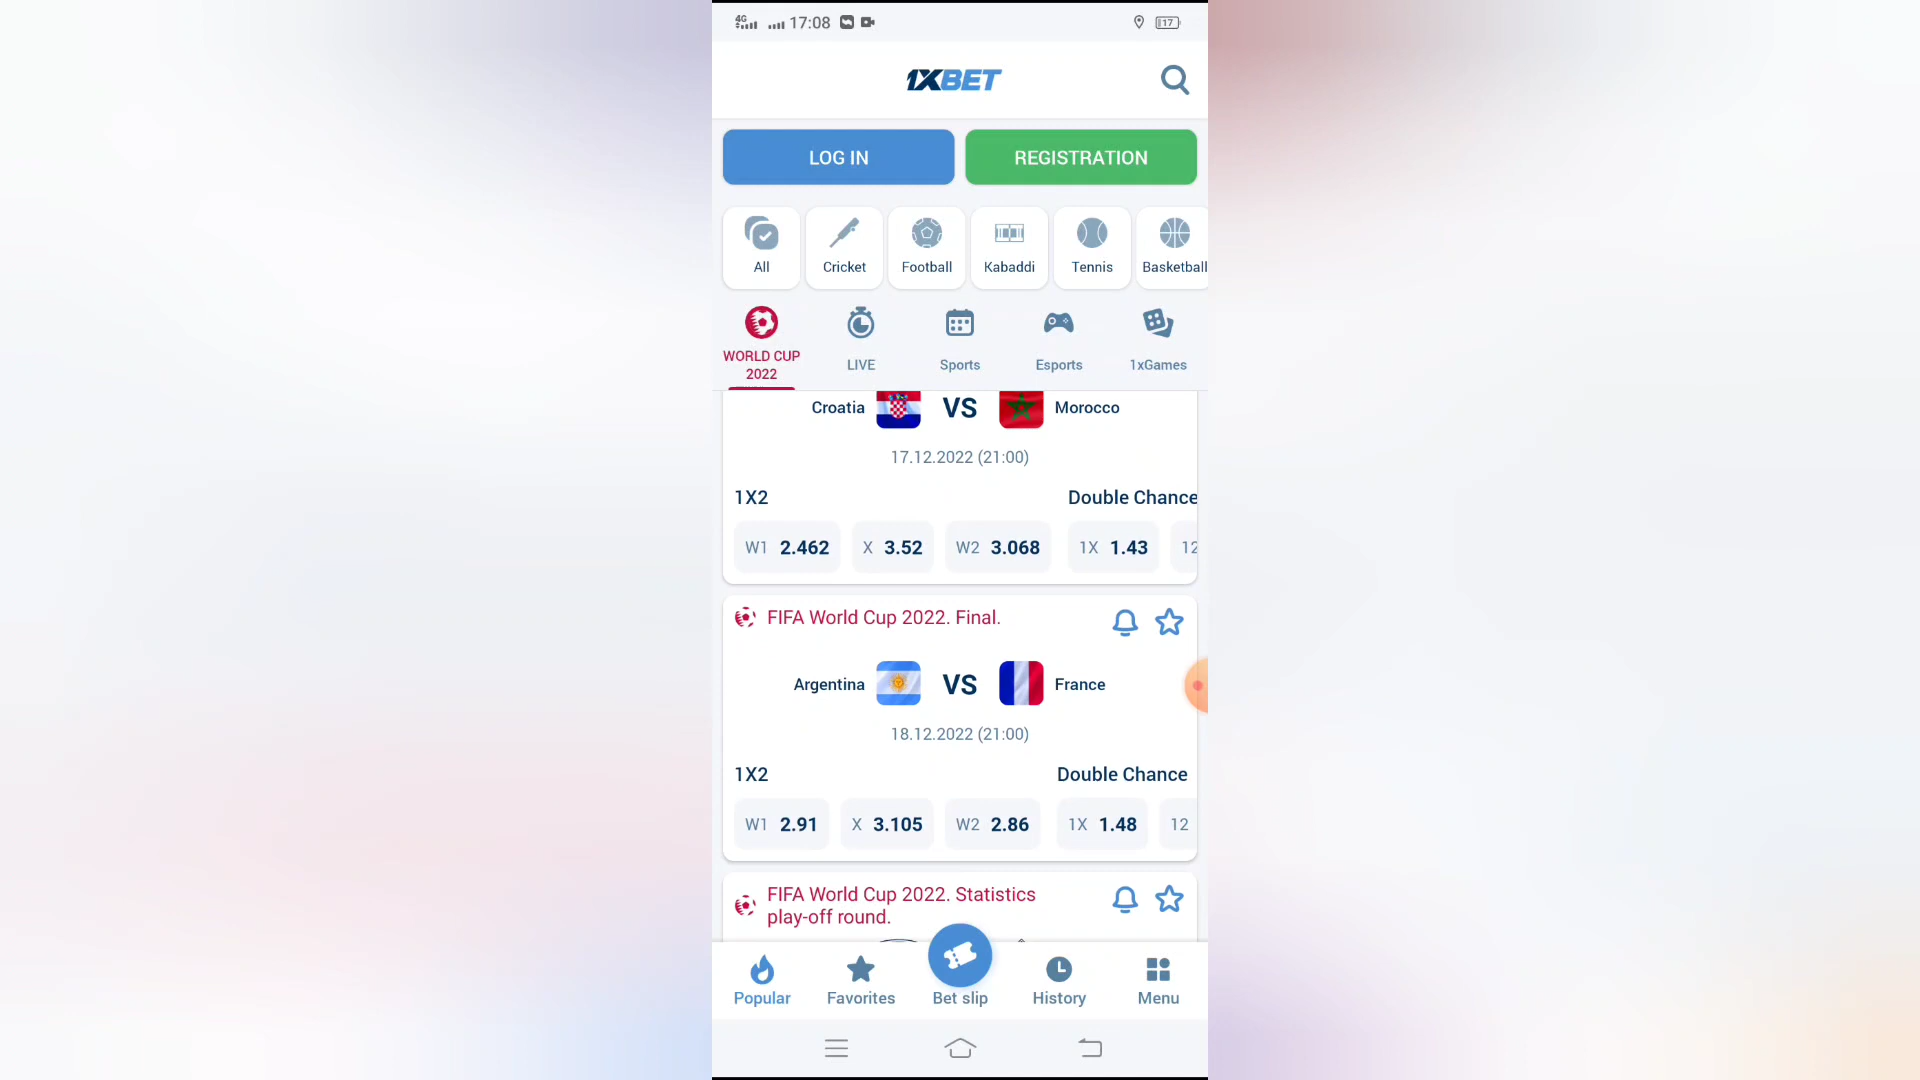 4G 17:08 17
1XBET
LOG IN REGISTRATION
All Cricket Football Kabaddi Tennis Basketball
WORLD CUP 2022 LIVE Sports Esports 1xGames
Croatia VS Morocco
17.12.2022 (21:00)
1X2 Double Chance
W1 2.462 X 3.52 W2 3.068 1X 1.43 12
FIFA World Cup 2022. Final.
Argentina VS France
18.12.2022 (21:00)
1X2 Double Chance
W1 2.91 X 3.105 W2 2.86 1X 1.48 12
FIFA World Cup 2022. Statistics
play-off round.
Popular Favorites Bet slip History Menu